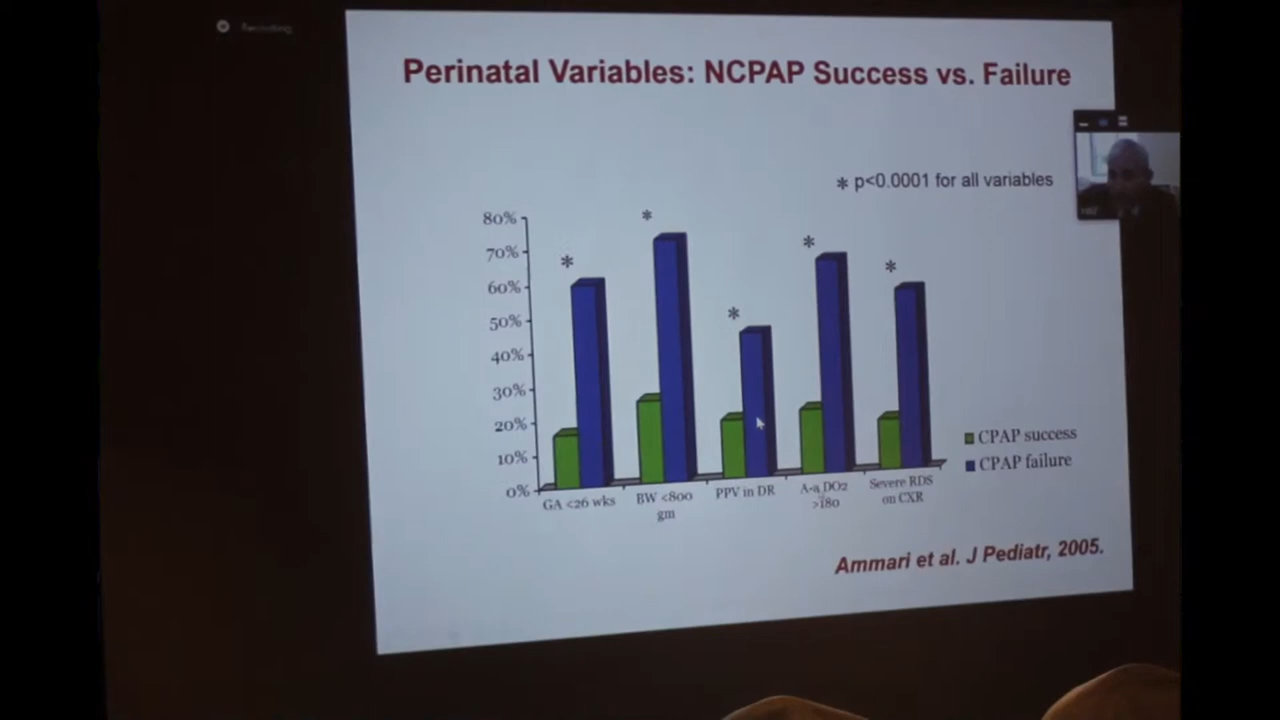 Recording
Perinatal Variables: NCPAP Success vs. Failure
* p<0.0001 for all variables
80%
70%
60%
50%
40%
30%
20%
10%
0%
*
*
*
*
*
GA <26 wks
BW <800
gm
PPV in DR
A-a DO2
>180
Severe RDS
on CXR
CPAP success
CPAP failure
Ammari et al. J Pediatr, 2005.